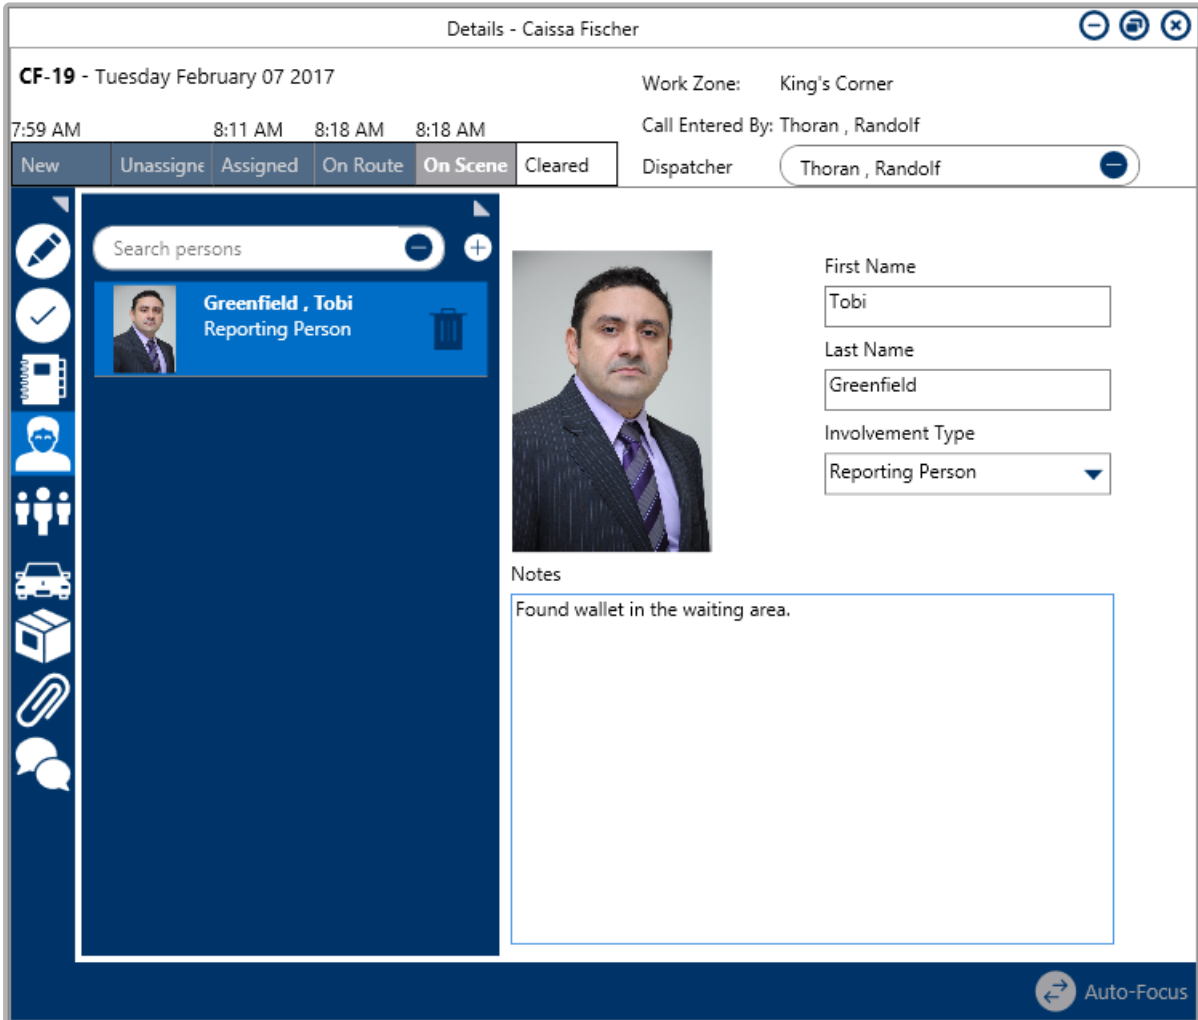 Details - Caissa Fischer
CF-19 - Tuesday February 07 2017
Work Zone: King's Corner
7:59 AM 8:11 AM 8:18 AM 8:18 AM
Call Entered By: Thoran , Randolf
New Unassigne Assigned On Route On Scene Cleared
Dispatcher Thoran , Randolf
Search persons
Greenfield , Tobi
Reporting Person
First Name
Tobi
Last Name
Greenfield
Involvement Type
Reporting Person
Notes
Found wallet in the waiting area.
Auto-Focus